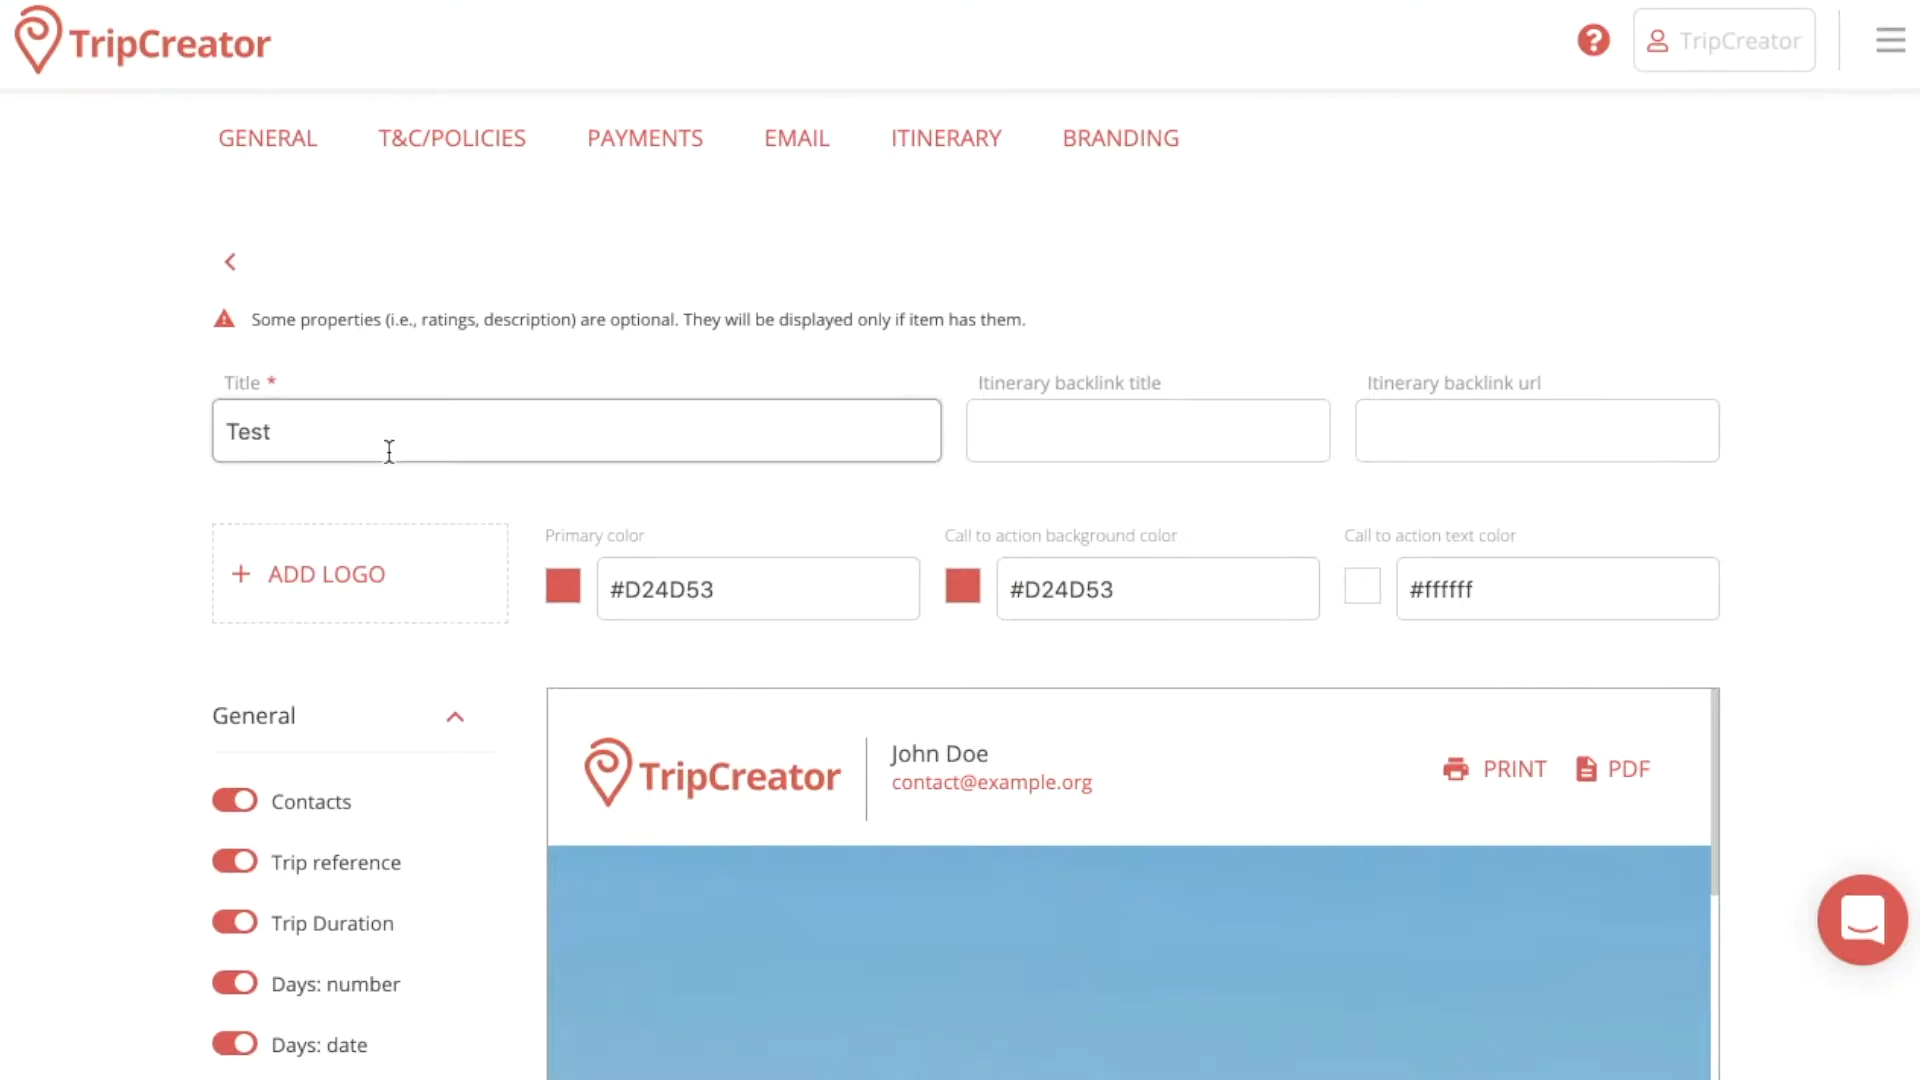 TripCreator
? TripCreator
GENERAL T&C/POLICIES PAYMENTS EMAIL ITINERARY BRANDING
Some properties (i.e., ratings, description) are optional. They will be displayed only if item has them.
Title * Itinerary backlink title Itinerary backlink url
Test
Primary color Call to action background color Call to action text color
+ ADD LOGO #D24D53 #D24D53 #ffffff
General
TripCreator John Doe PRINT PDF
contact@example.org
Contacts
Trip reference
Trip Duration
Days: number
Days: date